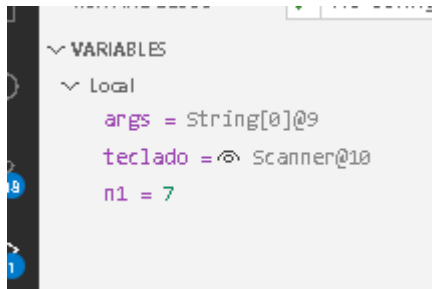 VARIABLES
Local
args = String[0]@9
teclado = Scanner@10
n1 = 7